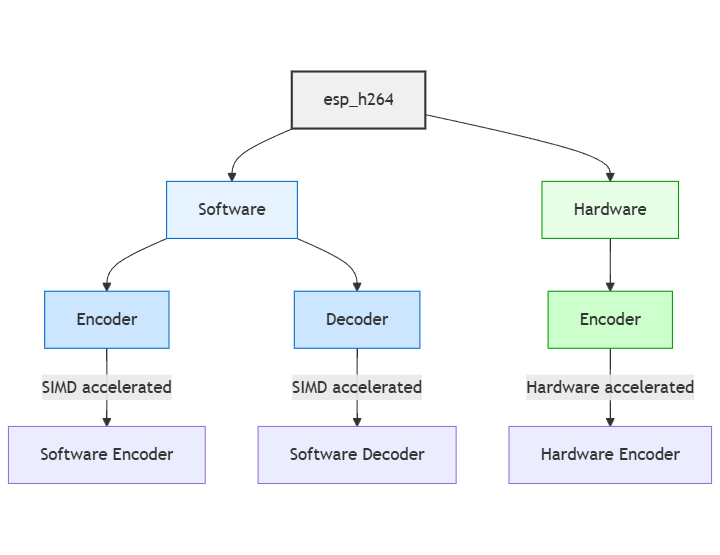 esp_h264
Software
Hardware
Encoder
Decoder
Encoder
SIMD accelerated
SIMD accelerated
Hardware accelerated
Software Encoder
Software Decoder
Hardware Encoder